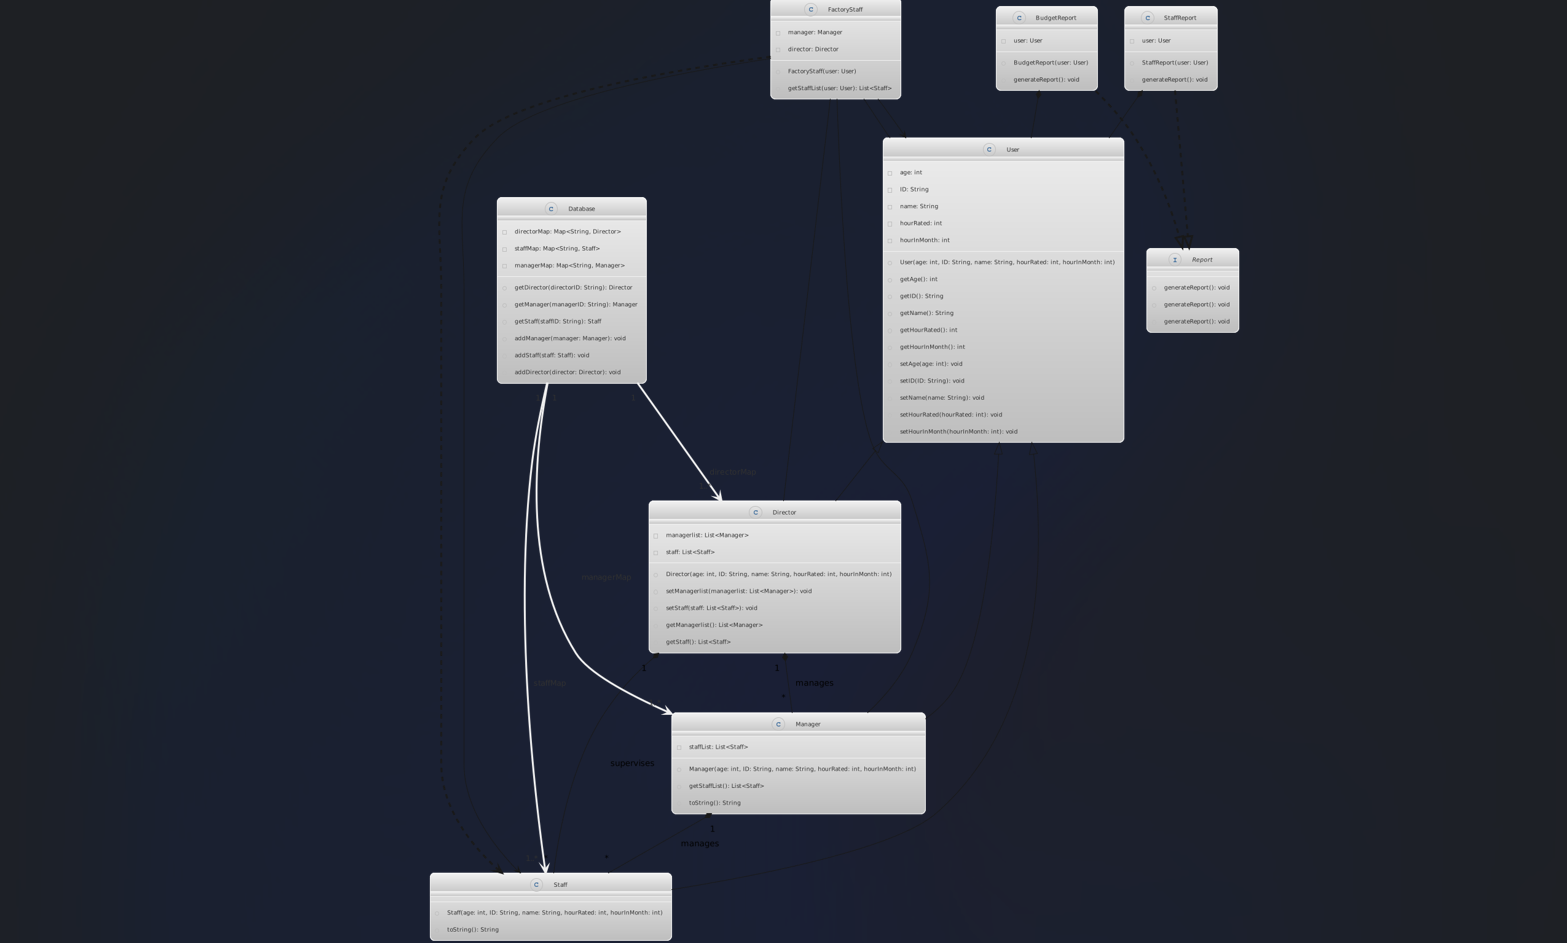 C FactoryStaff
manager: Manager
director: Director
FactoryStaff(user: User)
getStaffList(user: User): List<Staff>
C BudgetReport
user: User
BudgetReport(user: User)
generateReport(): void
C StaffReport
user: User
StaffReport(user: User)
generateReport(): void
C User
age: int
ID: String
name: String
hourRated: int
hourInMonth: int
User(age: int, ID: String, name: String, hourRated: int, hourInMonth: int)
getAge(): int
getID(): String
getName(): String
getHourRated(): int
getHourInMonth(): int
setAge(age: int): void
setID(ID: String): void
setName(name: String): void
setHourRated(hourRated: int): void
setHourInMonth(hourInMonth: int): void
C Database
directorMap: Map<String, Director>
staffMap: Map<String, Staff>
managerMap: Map<String, Manager>
getDirector(directorID: String): Director
getManager(managerID: String): Manager
getStaff(staffID: String): Staff
addManager(manager: Manager): void
addStaff(staff: Staff): void
addDirector(director: Director): void
I Report
generateReport(): void
generateReport(): void
generateReport(): void
directorMap
C Director
managerlist: List<Manager>
staff: List<Staff>
Director(age: int, ID: String, name: String, hourRated: int, hourInMonth: int)
setManagerlist(managerlist: List<Manager>): void
setStaff(staff: List<Staff>): void
getManagerlist(): List<Manager>
getStaff(): List<Staff>
managerMap
1
1
staffMap
manages
*
C Manager
staffList: List<Staff>
Manager(age: int, ID: String, name: String, hourRated: int, hourInMonth: int)
getStaffList(): List<Staff>
toString(): String
supervises
1
manages
*
C Staff
Staff(age: int, ID: String, name: String, hourRated: int, hourInMonth: int)
toString(): String